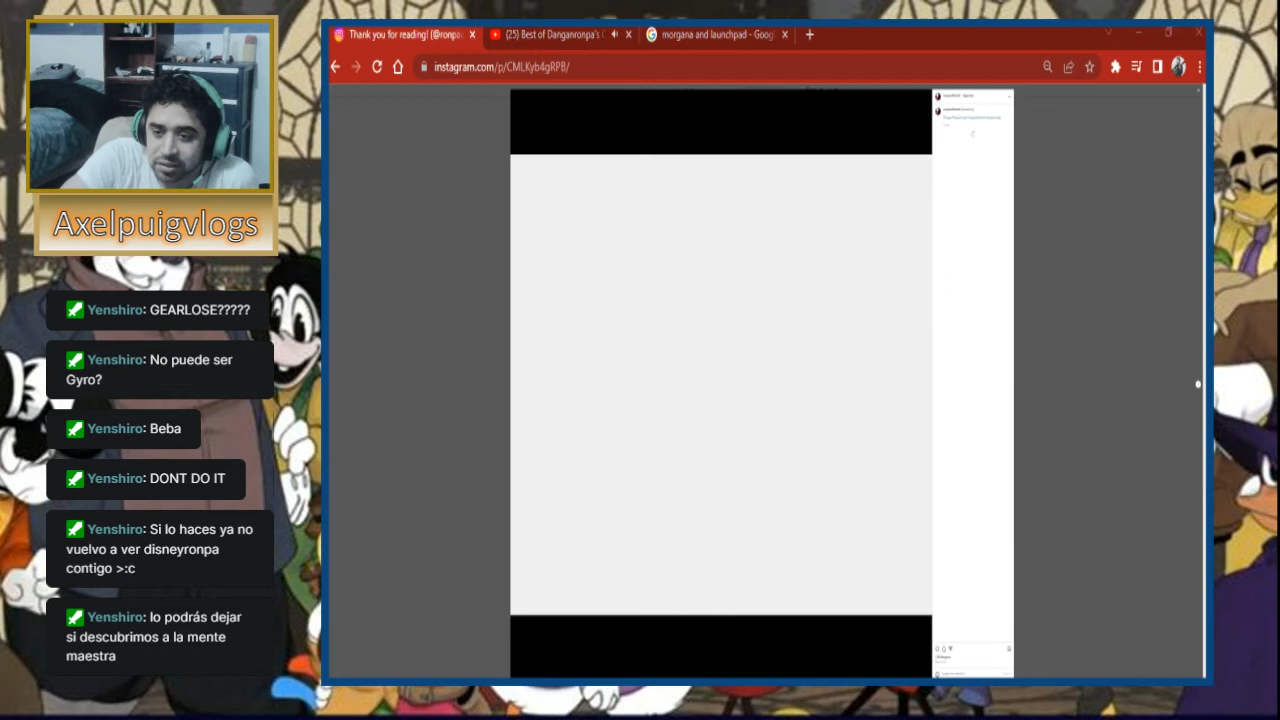 Thank you for reading! (@ronpa
(25) Best of Danganronpa's
morgana and launchpad - Goog
instagram.com/p/CMLKyb4gRPB/
Axelpuigvlogs
Yenshiro: GEARLOSE?????
Yenshiro: No puede ser
Gyro?
Yenshiro: Beba
Yenshiro: DONT DO IT
Yenshiro: Si lo haces ya no
vuelvo a ver disneyronpa
contigo >:c
Yenshiro: lo podrás dejar
si descubrimos a la mente
maestra